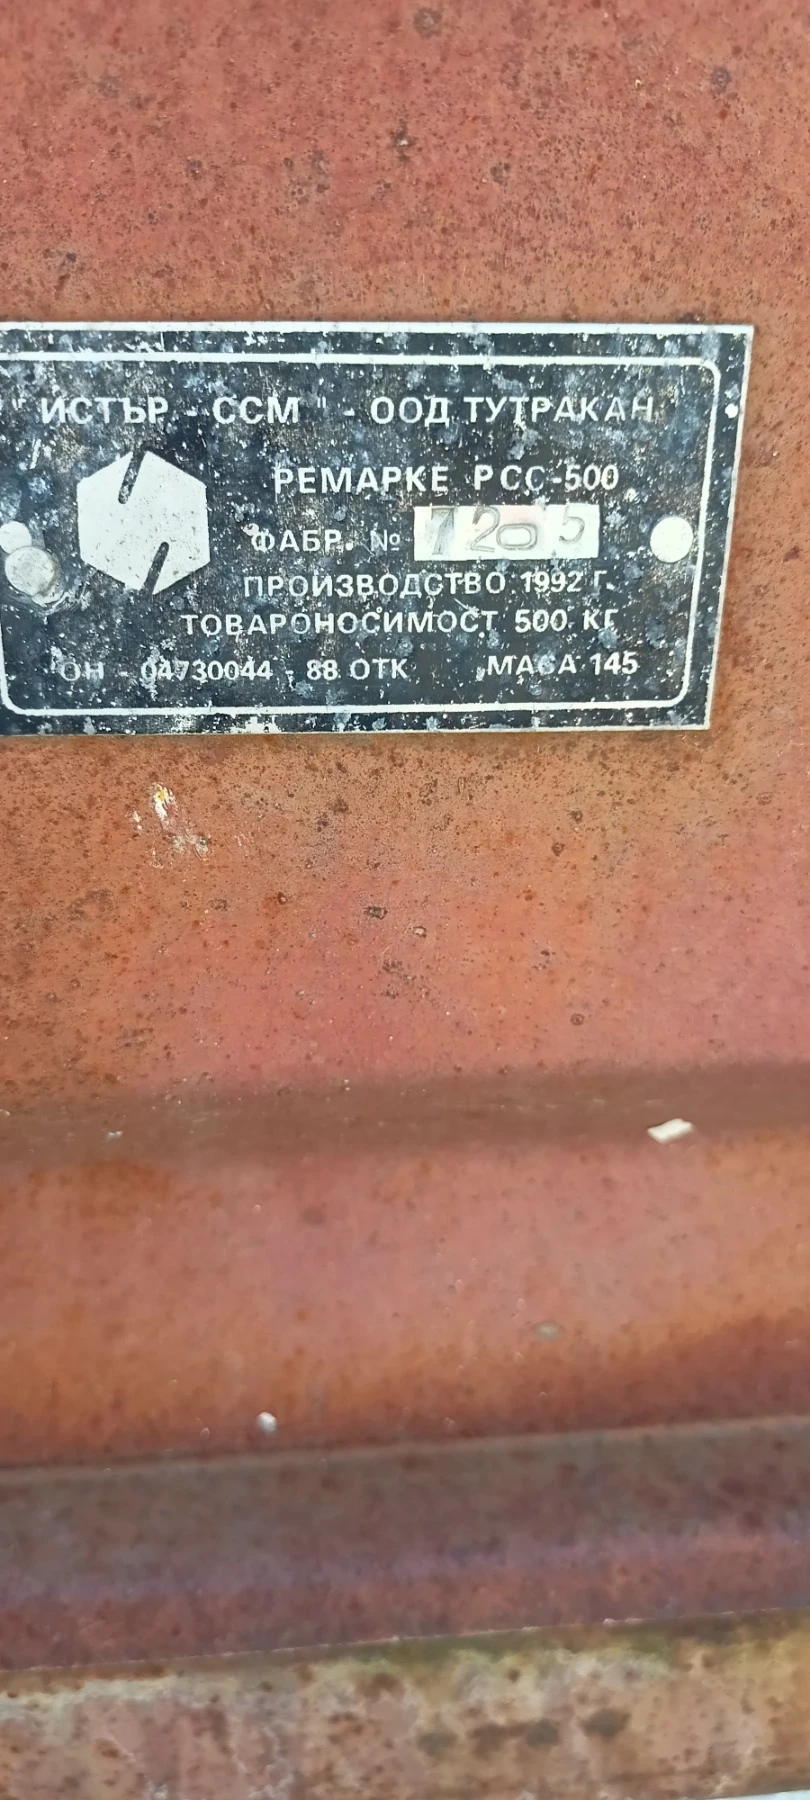 "ИСТЪР - ССМ" - ООД ТУТРАКАН
РЕМАРКЕ РСС-500
ФАБР. № 7205
ПРОИЗВОДСТВО 1992 Г.
ТОВАРОНОСИМОСТ 500 КГ
ОН - 04730044 - 88 ОТК МАСА 145